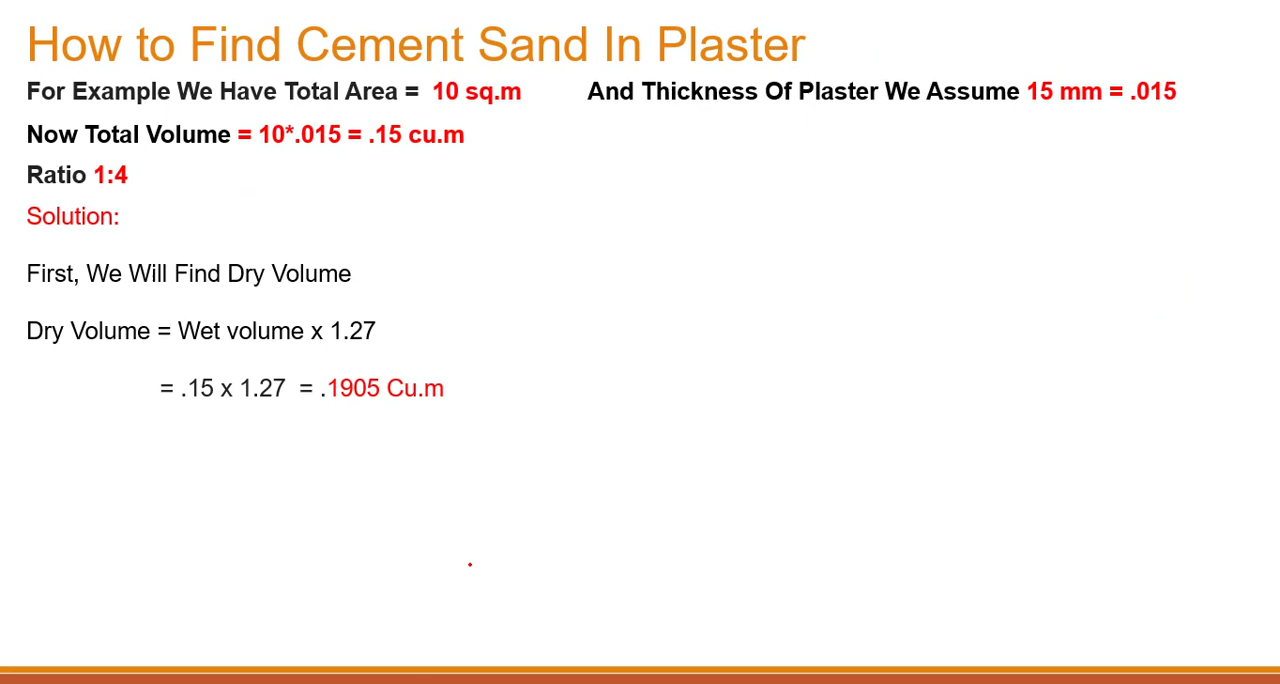 How to Find Cement Sand In Plaster
For Example We Have Total Area = 10 sq.m And Thickness Of Plaster We Assume 15 mm = .015
Now Total Volume = 10*.015 = .15 cu.m
Ratio 1:4
Solution:
First, We Will Find Dry Volume
Dry Volume = Wet volume x 1.27
= .15 x 1.27 = .1905 Cu.m